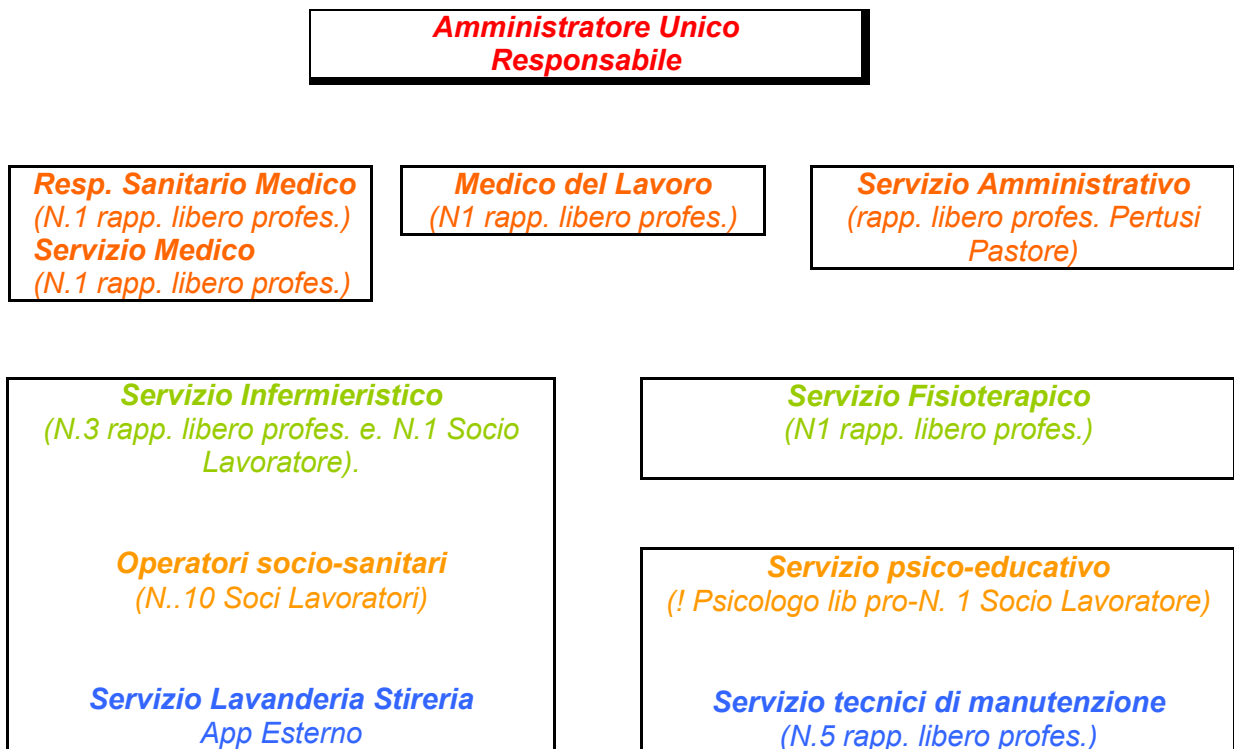 Amministratore Unico
Responsabile
Resp. Sanitario Medico
(N.1 rapp. libero profes.)
Servizio Medico
(N.1 rapp. libero profes.)
Medico del Lavoro
(N1 rapp. libero profes.)
Servizio Amministrativo
(rapp. libero profes. Pertusi
Pastore)
Servizio Infermieristico
(N.3 rapp. libero profes. e. N.1 Socio
Lavoratore).
Operatori socio-sanitari
(N..10 Soci Lavoratori)
Servizio Lavanderia Stireria
App Esterno
Servizio Fisioterapico
(N1 rapp. libero profes.)
Servizio psico-educativo
(! Psicologo lib pro-N. 1 Socio Lavoratore)
Servizio tecnici di manutenzione
(N.5 rapp. libero profes.)